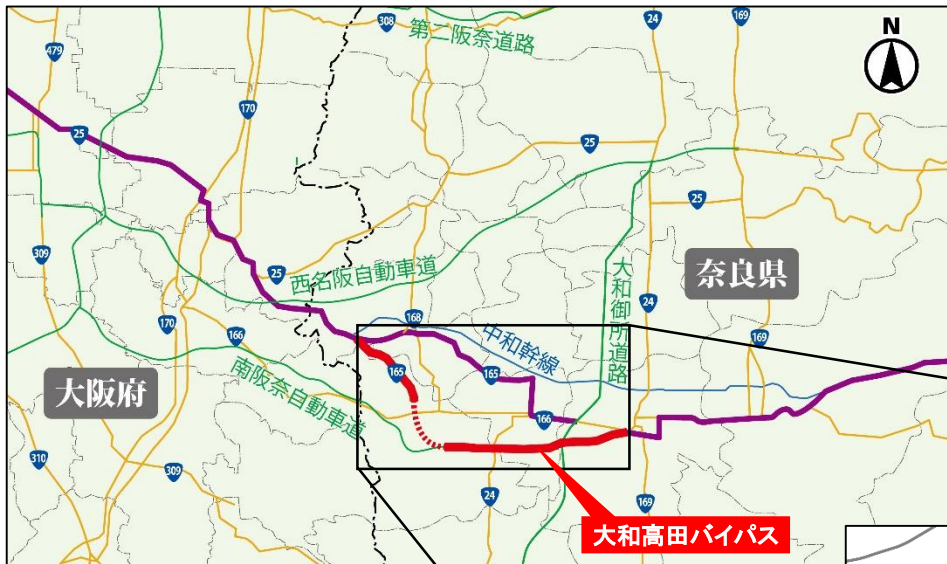 479
308
第二阪奈道路
24
169
N
170
25
25
25
309
大和御所道路
奈良県
西名阪自動車道
25
24
170
166
168
中和幹線
169
165
165
大阪府
南阪奈自動車道
166
310
309
24
169
大和高田バイパス